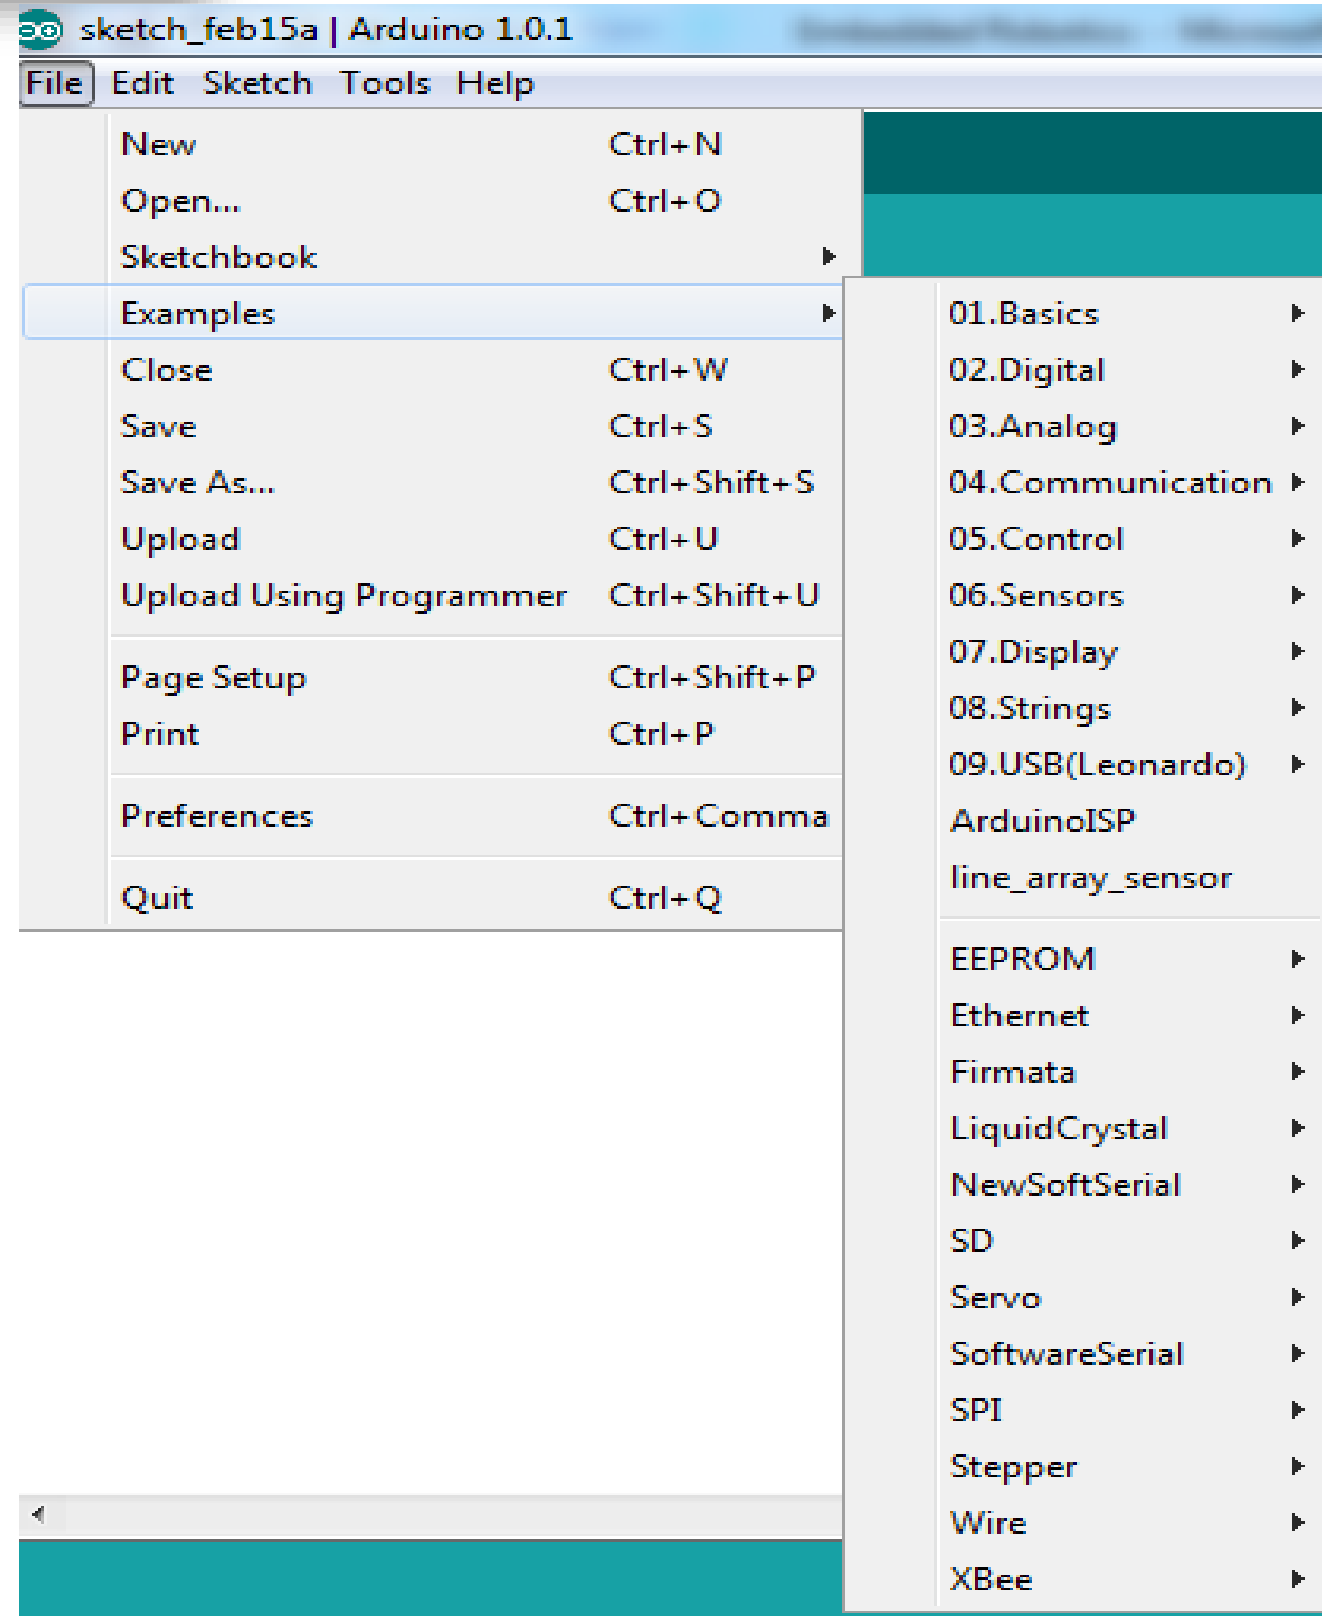 sketch_feb15a | Arduino 1.0.1
File Edit Sketch Tools Help
New Ctrl+N
Open... Ctrl+O
Sketchbook
Examples
Close Ctrl+W
Save Ctrl+S
Save As... Ctrl+Shift+S
Upload Ctrl+U
Upload Using Programmer Ctrl+Shift+U
Page Setup Ctrl+Shift+P
Print Ctrl+P
Preferences Ctrl+Comma
Quit Ctrl+Q
01.Basics
02.Digital
03.Analog
04.Communication
05.Control
06.Sensors
07.Display
08.Strings
09.USB(Leonardo)
ArduinoISP
line_array_sensor
EEPROM
Ethernet
Firmata
LiquidCrystal
NewSoftSerial
SD
Servo
SoftwareSerial
SPI
Stepper
Wire
XBee